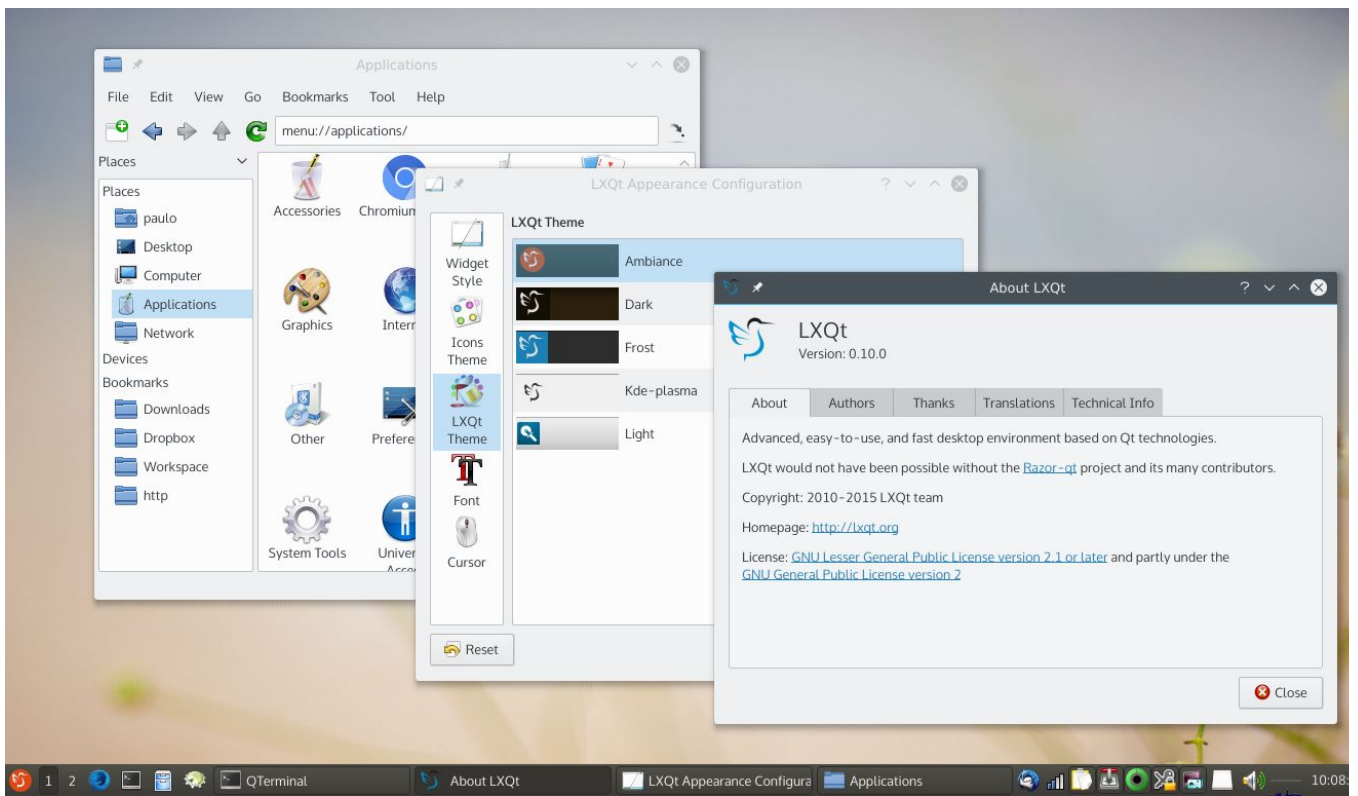 Applications
File Edit View Go Bookmarks Tool Help
menu://applications/
Places
Places
paulo
Desktop
Computer
Applications
Network
Devices
Bookmarks
Downloads
Dropbox
Workspace
http
Accessories Chromium
Graphics Intern
Other Prefere
System Tools Univer
LXQt Appearance Configuration
Widget
Style
Icons
Theme
LXQt
Theme
Font
Cursor
LXQt Theme
Ambiance
Dark
Frost
Kde-plasma
Light
Reset
About LXQt
LXQt
Version: 0.10.0
About Authors Thanks Translations Technical Info
Advanced, easy-to-use, and fast desktop environment based on Qt technologies.
LXQt would not have been possible without the Razor-qt project and its many contributors.
Copyright: 2010-2015 LXQt team
Homepage: http://lxqt.org
License: GNU Lesser General Public License version 2.1 or later and partly under the
GNU General Public License version 2
Close
1 2 QTerminal About LXQt LXQt Appearance Configura Applications 10:08: